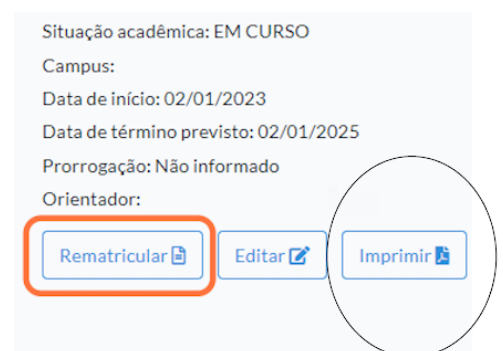 Situação acadêmica: EM CURSO
Campus:
Data de início: 02/01/2023
Data de término previsto: 02/01/2025
Prorrogação: Não informado
Orientador:
Rematricular Editar Imprimir